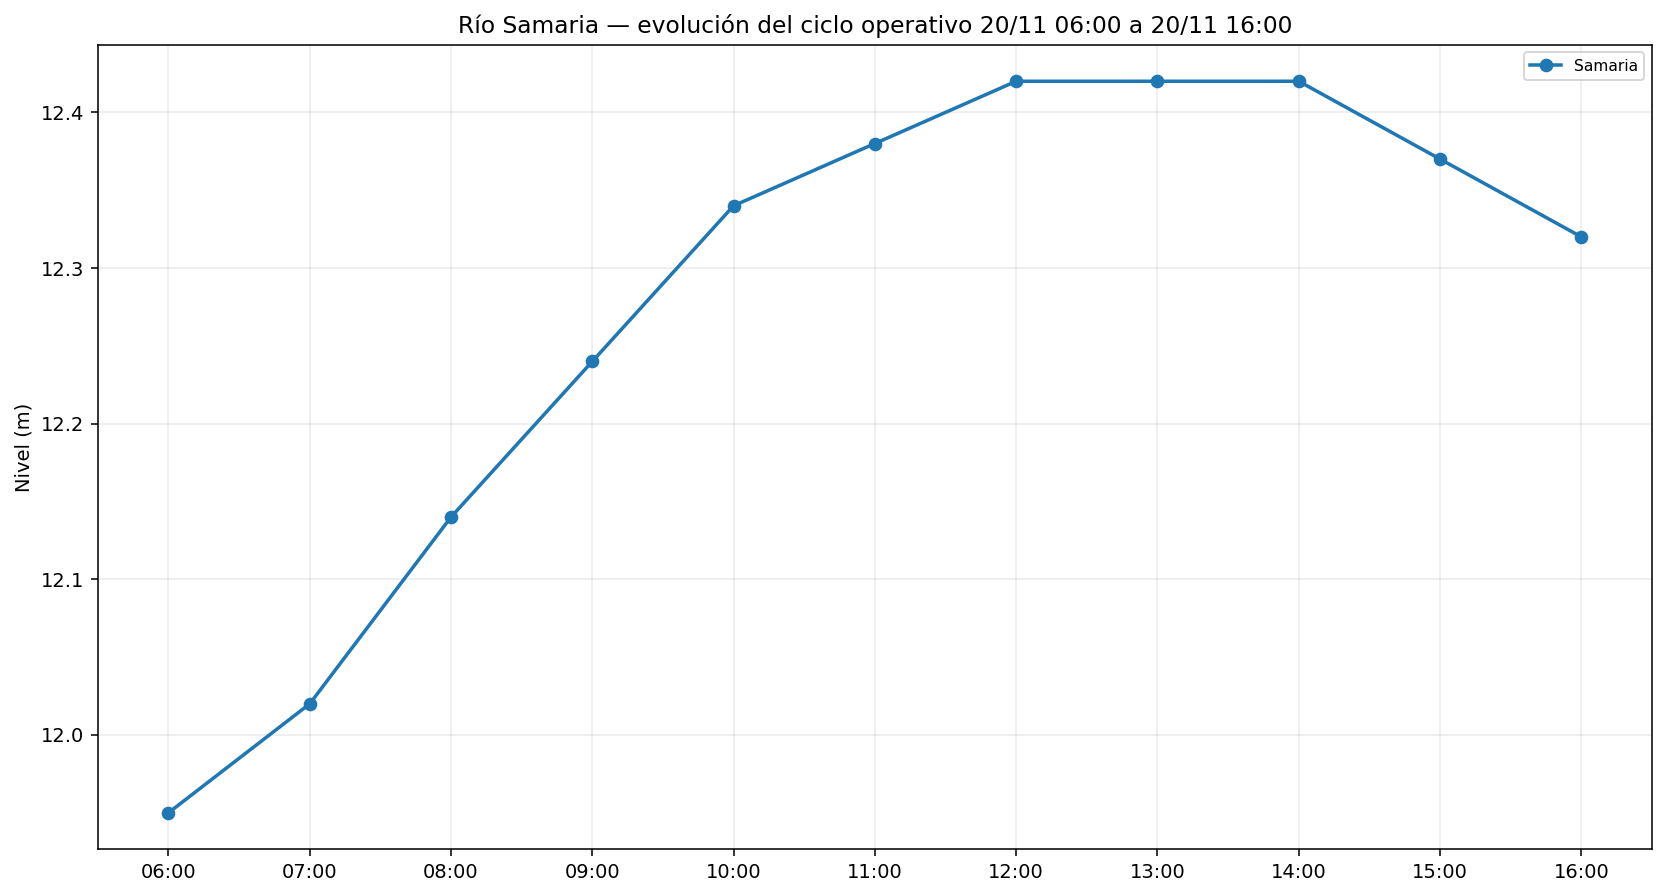 Río Samaria — evolución del ciclo operativo 20/11 06:00 a 20/11 16:00
Samaria
Nivel (m)
12.4
12.3
12.2
12.1
12.0
06:00 07:00 08:00 09:00 10:00 11:00 12:00 13:00 14:00 15:00 16:00